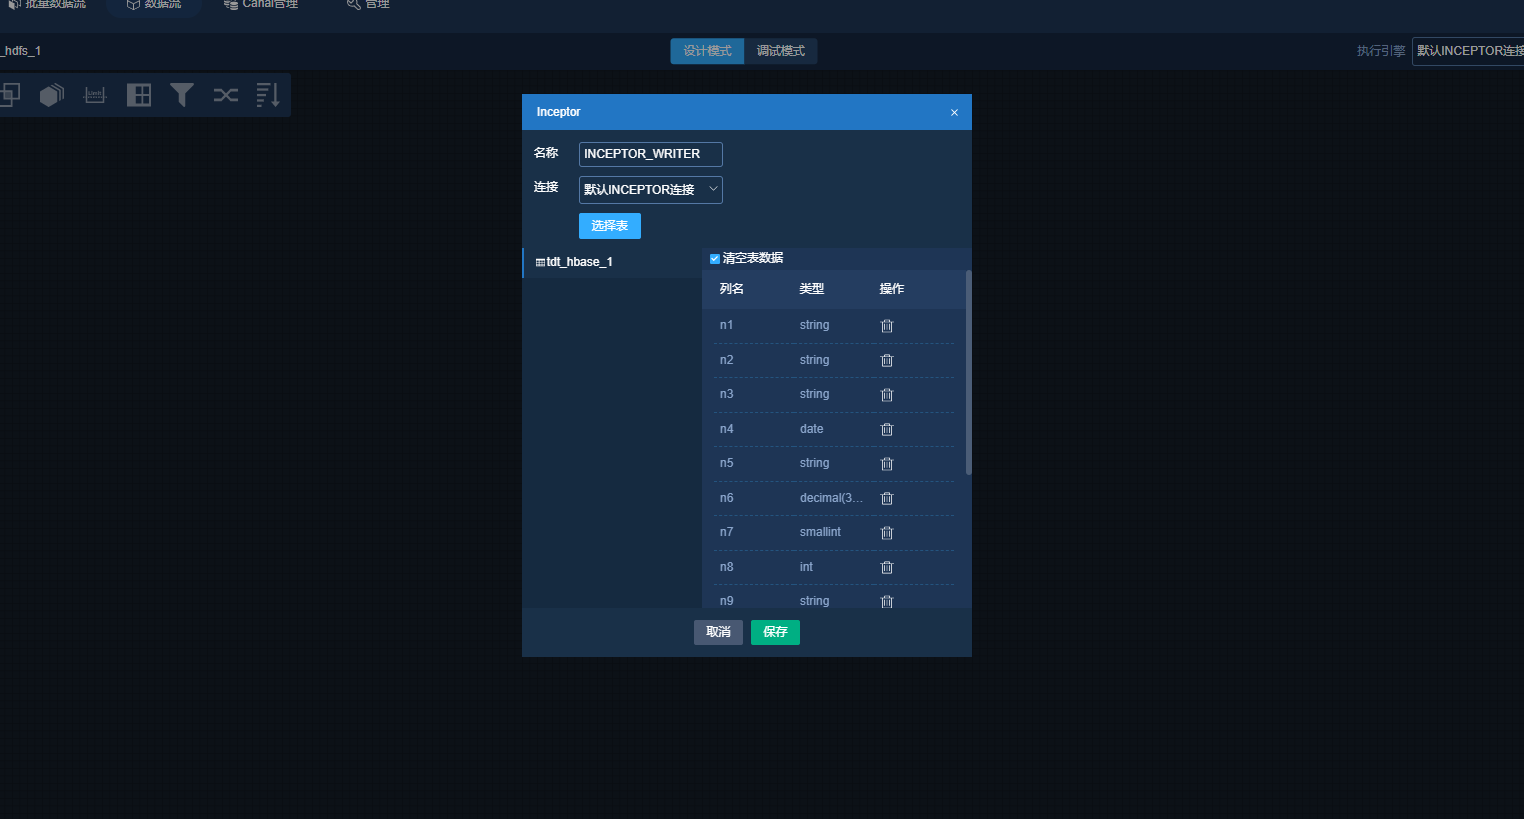 批量数据流 数据流 Canal管理 管理
_hdfs_1 设计模式 调试模式 执行引擎 默认INCEPTOR连接
Limit
Inceptor ×
名称 INCEPTOR_WRITER
连接 默认INCEPTOR连接
选择表
tdt_hbase_1 清空表数据
列名 类型 操作
n1 string
n2 string
n3 string
n4 date
n5 string
n6 decimal(3...
n7 smallint
n8 int
n9 string
取消 保存